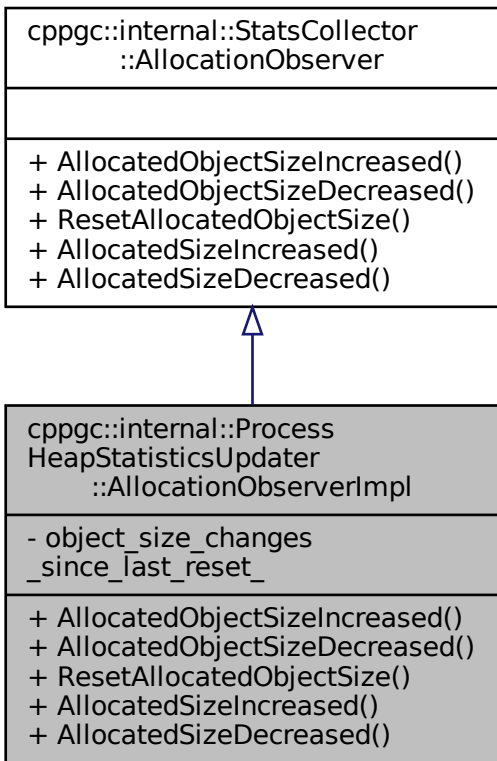 cppgc::internal::StatsCollector
::AllocationObserver
+ AllocatedObjectSizeIncreased()
+ AllocatedObjectSizeDecreased()
+ ResetAllocatedObjectSize()
+ AllocatedSizeIncreased()
+ AllocatedSizeDecreased()
cppgc::internal::Process
HeapStatisticsUpdater
::AllocationObserverImpl
- object_size_changes
_since_last_reset_
+ AllocatedObjectSizeIncreased()
+ AllocatedObjectSizeDecreased()
+ ResetAllocatedObjectSize()
+ AllocatedSizeIncreased()
+ AllocatedSizeDecreased()